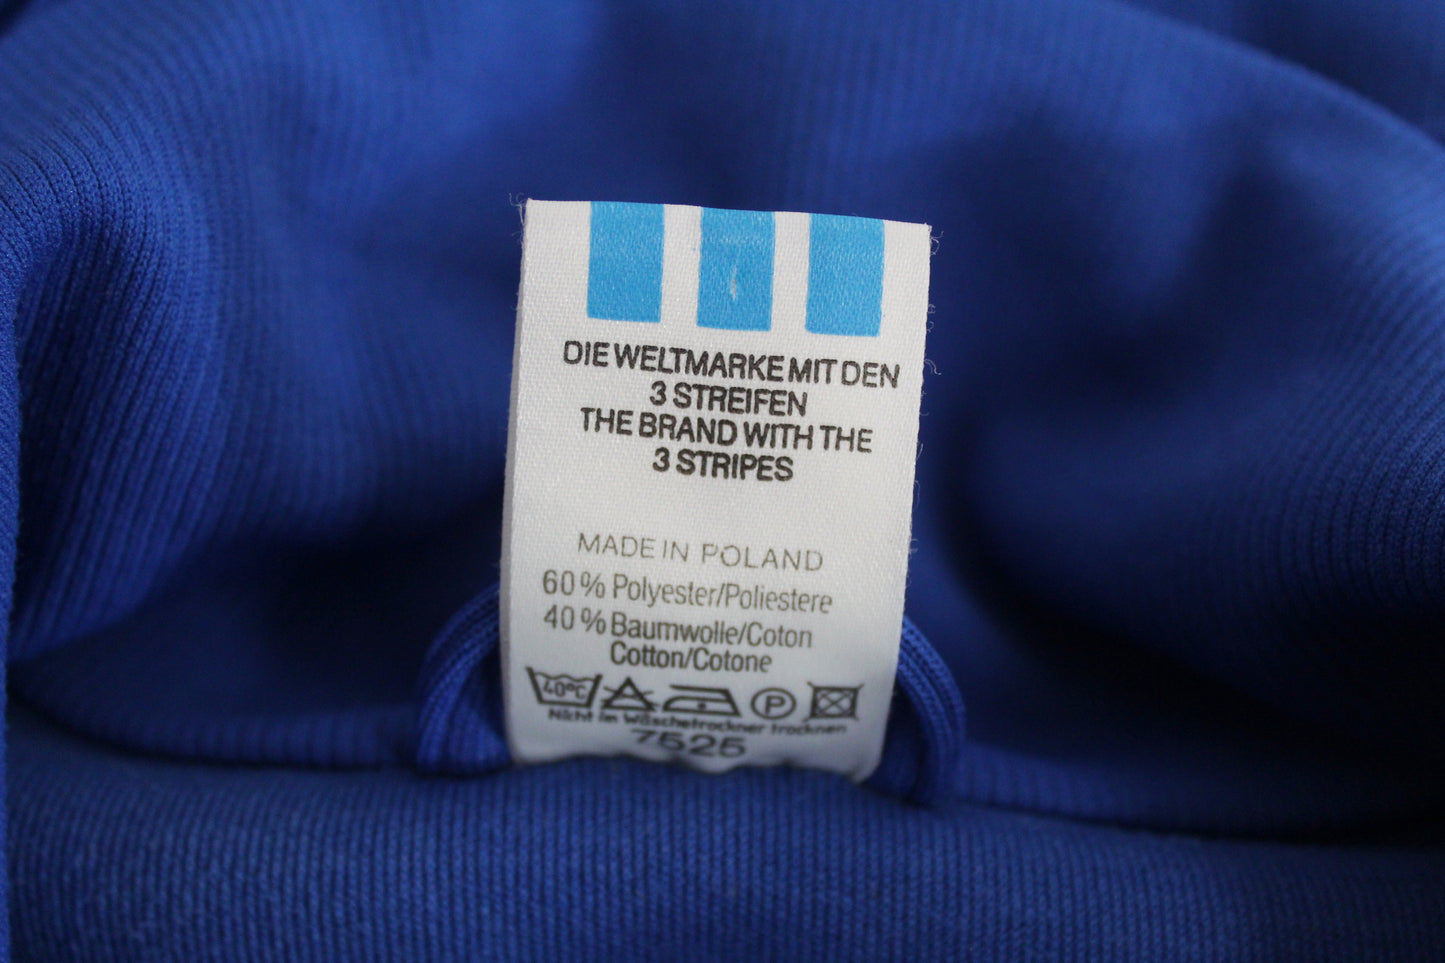 DIE WELTMARKE MIT DEN
3 STREIFEN
THE BRAND WITH THE
3 STRIPES
MADE IN POLAND
60% Polyester/Poliestere
40% Baumwolle/Coton
Cotton/Cotone
40°C P
Nicht im Wäschetrockner trocknen
7525